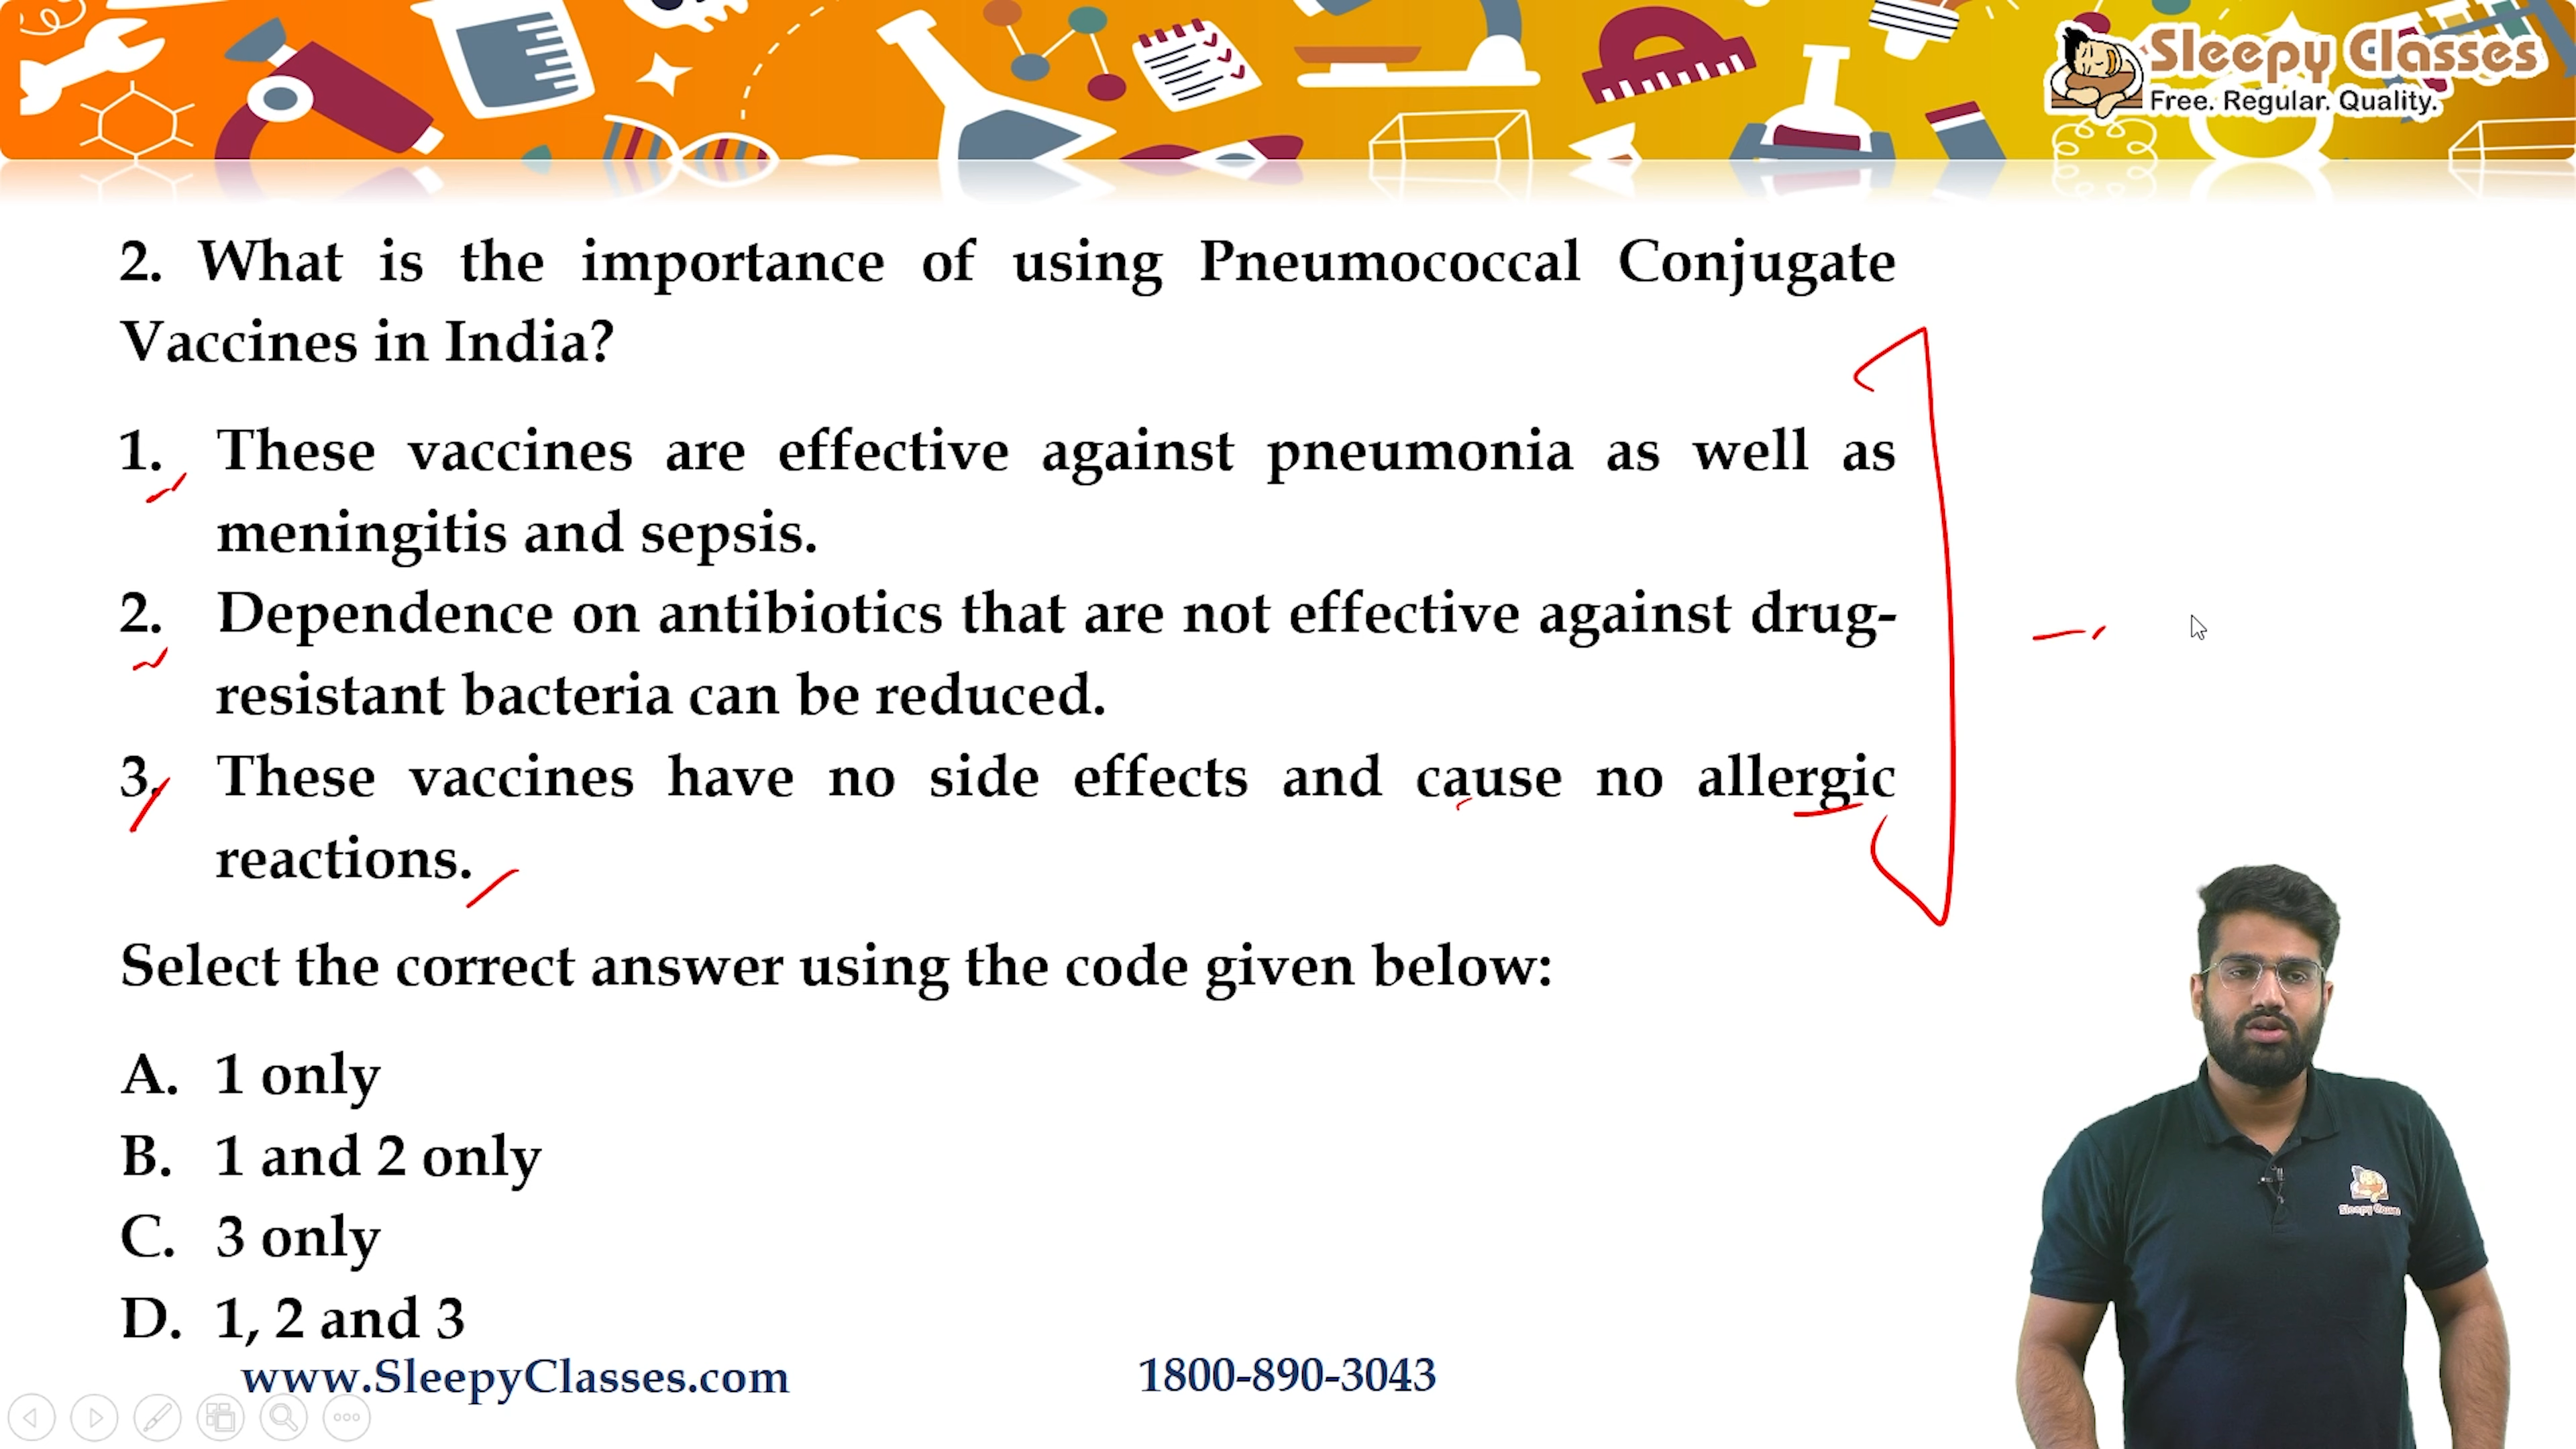 Sleepy Classes
Free. Regular. Quality.
2. What is the importance of using Pneumococcal Conjugate
Vaccines in India?
1. These vaccines are effective against pneumonia as well as
meningitis and sepsis.
2. Dependence on antibiotics that are not effective against drug-
resistant bacteria can be reduced.
3. These vaccines have no side effects and cause no allergic
reactions.
Select the correct answer using the code given below:
A. 1 only
B. 1 and 2 only
C. 3 only
D. 1, 2 and 3
www.SleepyClasses.com
1800-890-3043
Sleepy Classes